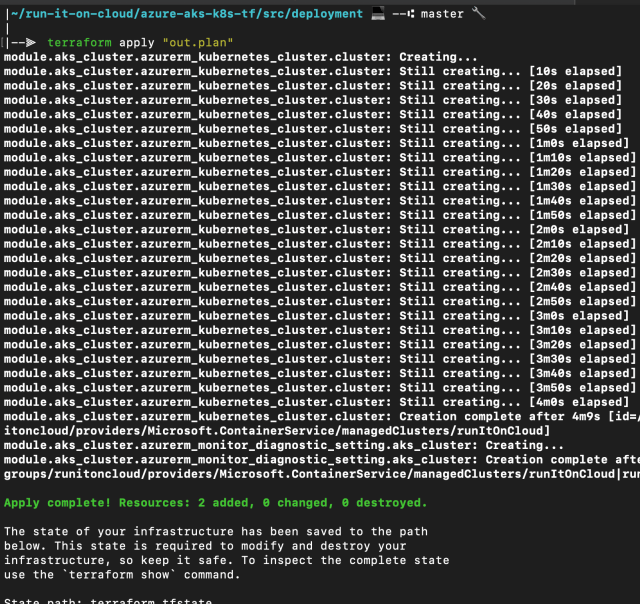 |~/run-it-on-cloud/azure-aks-k8s-tf/src/deployment 💻 --⑆ master 🔧
|
|--⫸ terraform apply "out.plan"
module.aks_cluster.azurerm_kubernetes_cluster.cluster: Creating...
module.aks_cluster.azurerm_kubernetes_cluster.cluster: Still creating... [10s elapsed]
module.aks_cluster.azurerm_kubernetes_cluster.cluster: Still creating... [20s elapsed]
module.aks_cluster.azurerm_kubernetes_cluster.cluster: Still creating... [30s elapsed]
module.aks_cluster.azurerm_kubernetes_cluster.cluster: Still creating... [40s elapsed]
module.aks_cluster.azurerm_kubernetes_cluster.cluster: Still creating... [50s elapsed]
module.aks_cluster.azurerm_kubernetes_cluster.cluster: Still creating... [1m0s elapsed]
module.aks_cluster.azurerm_kubernetes_cluster.cluster: Still creating... [1m10s elapsed]
module.aks_cluster.azurerm_kubernetes_cluster.cluster: Still creating... [1m20s elapsed]
module.aks_cluster.azurerm_kubernetes_cluster.cluster: Still creating... [1m30s elapsed]
module.aks_cluster.azurerm_kubernetes_cluster.cluster: Still creating... [1m40s elapsed]
module.aks_cluster.azurerm_kubernetes_cluster.cluster: Still creating... [1m50s elapsed]
module.aks_cluster.azurerm_kubernetes_cluster.cluster: Still creating... [2m0s elapsed]
module.aks_cluster.azurerm_kubernetes_cluster.cluster: Still creating... [2m10s elapsed]
module.aks_cluster.azurerm_kubernetes_cluster.cluster: Still creating... [2m20s elapsed]
module.aks_cluster.azurerm_kubernetes_cluster.cluster: Still creating... [2m30s elapsed]
module.aks_cluster.azurerm_kubernetes_cluster.cluster: Still creating... [2m40s elapsed]
module.aks_cluster.azurerm_kubernetes_cluster.cluster: Still creating... [2m50s elapsed]
module.aks_cluster.azurerm_kubernetes_cluster.cluster: Still creating... [3m0s elapsed]
module.aks_cluster.azurerm_kubernetes_cluster.cluster: Still creating... [3m10s elapsed]
module.aks_cluster.azurerm_kubernetes_cluster.cluster: Still creating... [3m20s elapsed]
module.aks_cluster.azurerm_kubernetes_cluster.cluster: Still creating... [3m30s elapsed]
module.aks_cluster.azurerm_kubernetes_cluster.cluster: Still creating... [3m40s elapsed]
module.aks_cluster.azurerm_kubernetes_cluster.cluster: Still creating... [3m50s elapsed]
module.aks_cluster.azurerm_kubernetes_cluster.cluster: Still creating... [4m0s elapsed]
module.aks_cluster.azurerm_kubernetes_cluster.cluster: Creation complete after 4m9s [id=/
itoncloud/providers/Microsoft.ContainerService/managedClusters/runItOnCloud]
module.aks_cluster.azurerm_monitor_diagnostic_setting.aks_cluster: Creating...
module.aks_cluster.azurerm_monitor_diagnostic_setting.aks_cluster: Creation complete afte
groups/runitoncloud/providers/Microsoft.ContainerService/managedClusters/runItOnCloud|run
Apply complete! Resources: 2 added, 0 changed, 0 destroyed.
The state of your infrastructure has been saved to the path
below. This state is required to modify and destroy your
infrastructure, so keep it safe. To inspect the complete state
use the `terraform show` command.
State path: terraform.tfstate